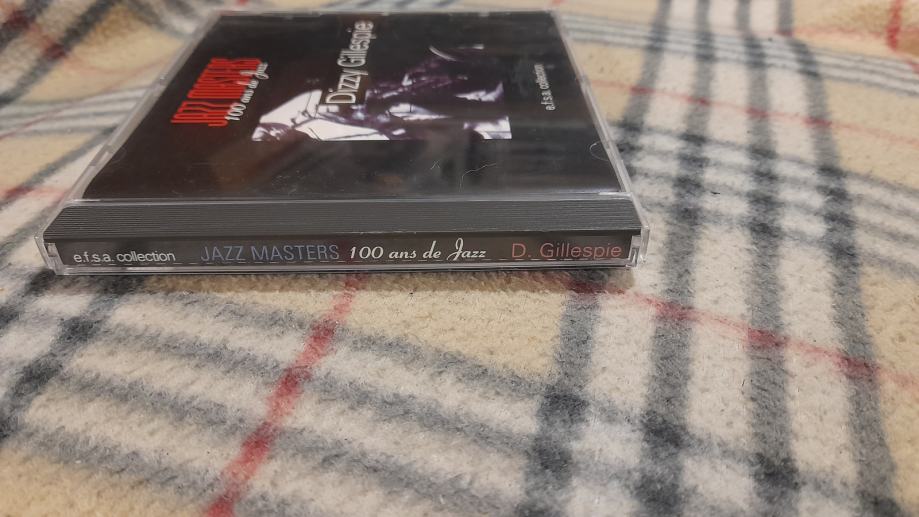 JAZZ MASTERS
100 ans de Jazz
Dizzy Gillespie
e.f.s.a. collection
e.f.s.a. collection JAZZ MASTERS 100 ans de Jazz D. Gillespie